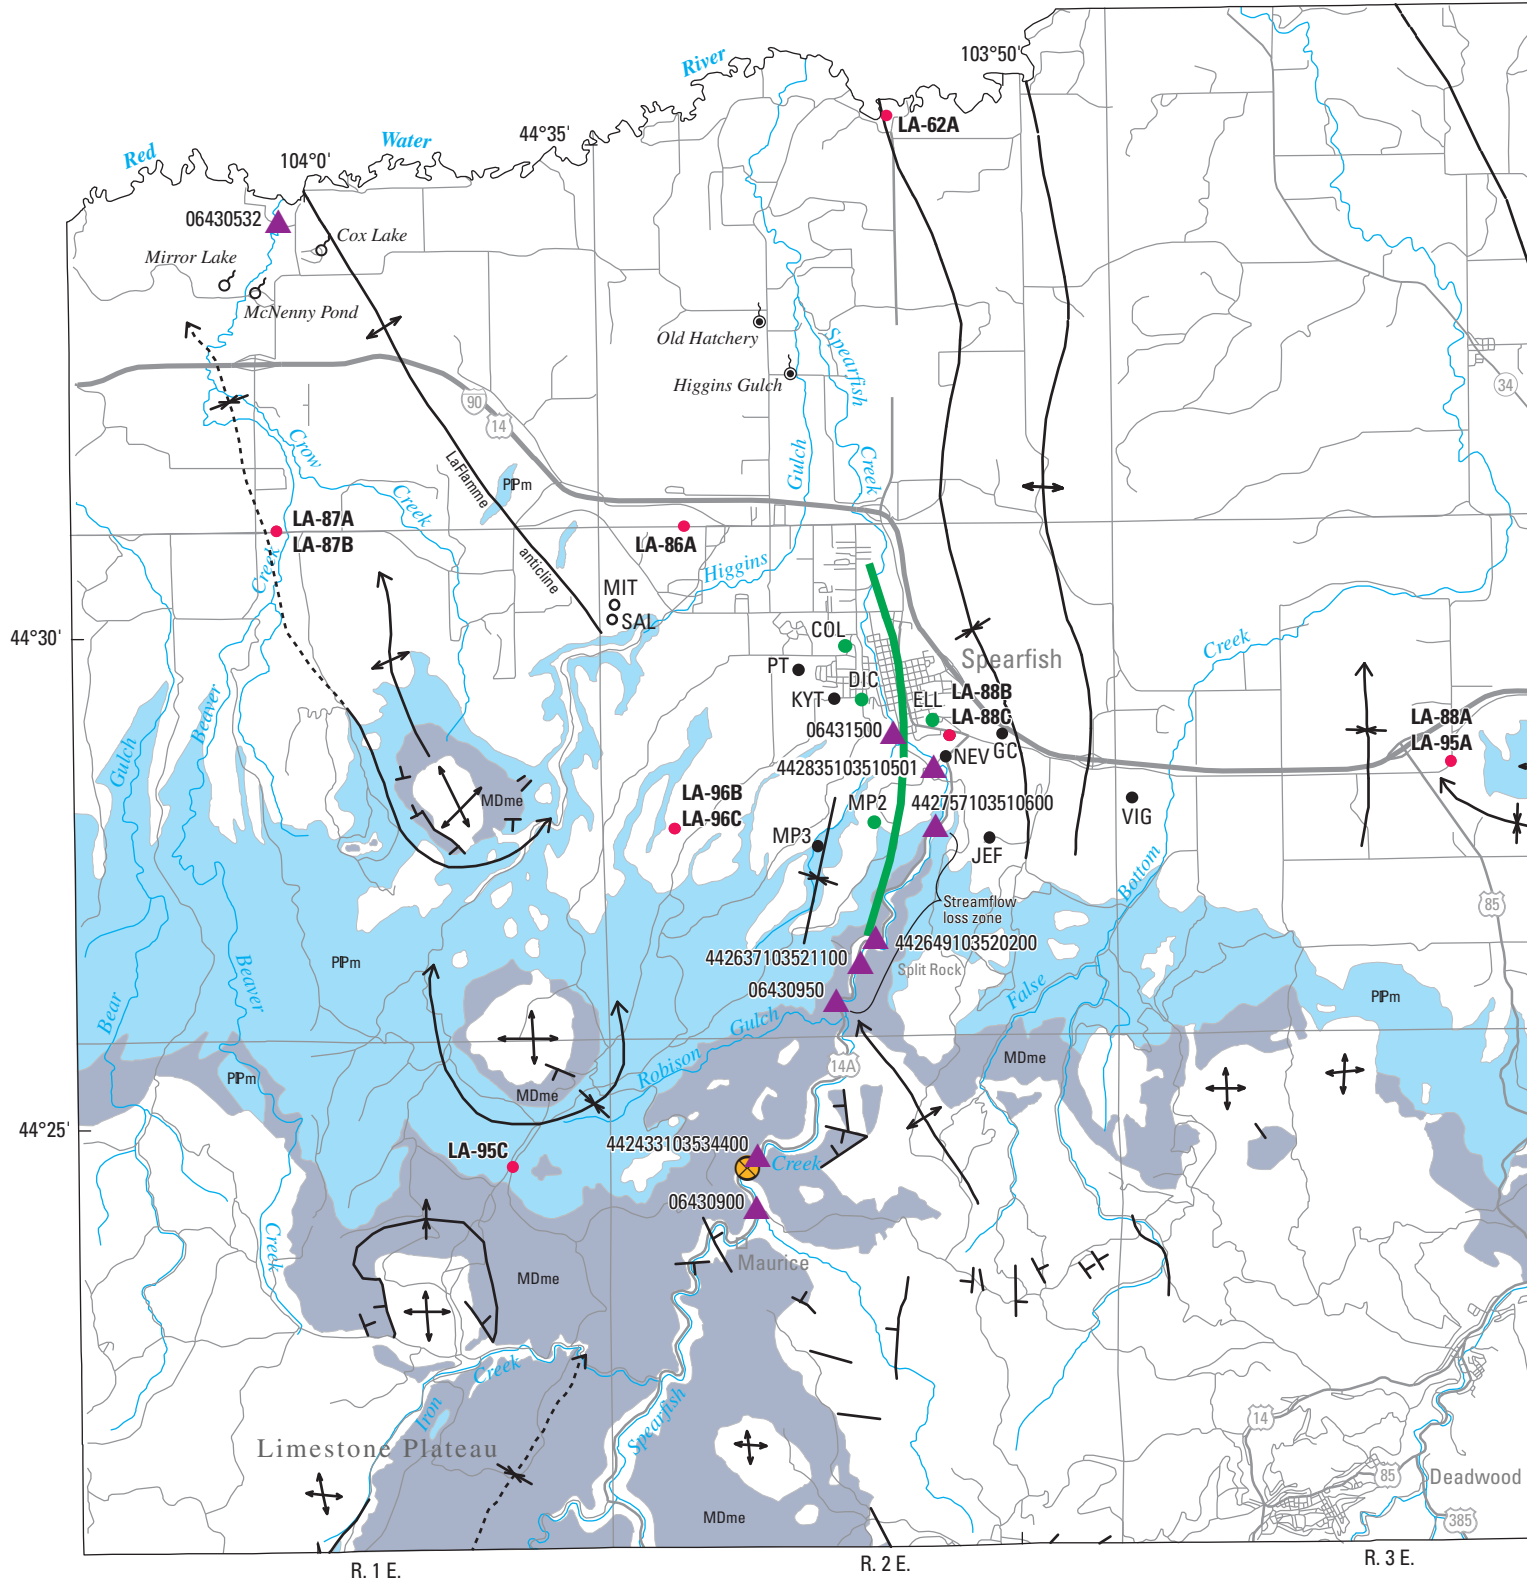 103°50'
River
LA-62A
44°35'
Water
Red
104°0'
06430532
Cox Lake
Mirror Lake
McNenny Pond
Old Hatchery
Spearfish
Higgins Gulch
34
90
14
Crow
Gulch
Creek
LaFlamme
PIPm
Creek
LA-87A
LA-87B
LA-86A
anticline
Higgins
Creek
MIT
SAL
44°30'
COL
Creek
Spearfish
PT
DIC
KYT
ELL
LA-88B
LA-88C
Beaver
Gulch
06431500
GC
NEV
LA-88A
LA-95A
442835103510501
LA-96B
LA-96C
MDme
MP2
442757103510600
VIG
MP3
JEF
Bottom
Streamflow
loss zone
85
442649103520200
442637103521100
Split Rock
PIPm
Beaver
06430950
False
PIPm
Bear
Gulch
MDme
Robison
14A
PIPm
MDme
44°25'
442433103534400
LA-95C
Creek
06430900
Creek
Maurice
MDme
Creek
Iron
Spearfish
14
Limestone Plateau
85
Deadwood
MDme
385
R. 1 E.
R. 2 E.
R. 3 E.